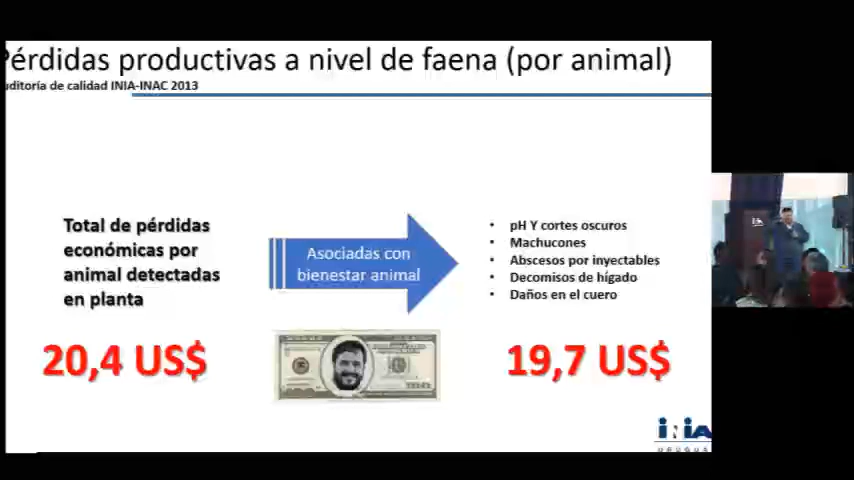 Pérdidas productivas a nivel de faena (por animal)
uditoría de calidad INIA-INAC 2013
Total de pérdidas
económicas por
animal detectadas
en planta
20,4 US$
Asociadas con
bienestar animal
• pH Y cortes oscuros
• Machucones
• Abscesos por inyectables
• Decomisos de hígado
• Daños en el cuero
19,7 US$
iNIA
URUGUA